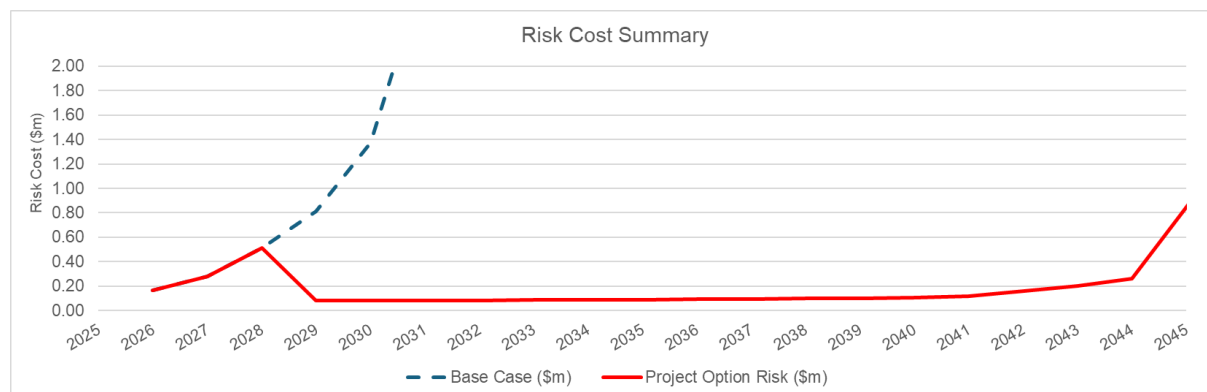 Risk Cost Summary
Risk Cost ($m)
2.00
1.80
1.60
1.40
1.20
1.00
0.80
0.60
0.40
0.20
0.00
2025 2026 2027 2028 2029 2030 2031 2032 2033 2034 2035 2036 2037 2038 2039 2040 2041 2042 2043 2044 2045
Base Case ($m) Project Option Risk ($m)